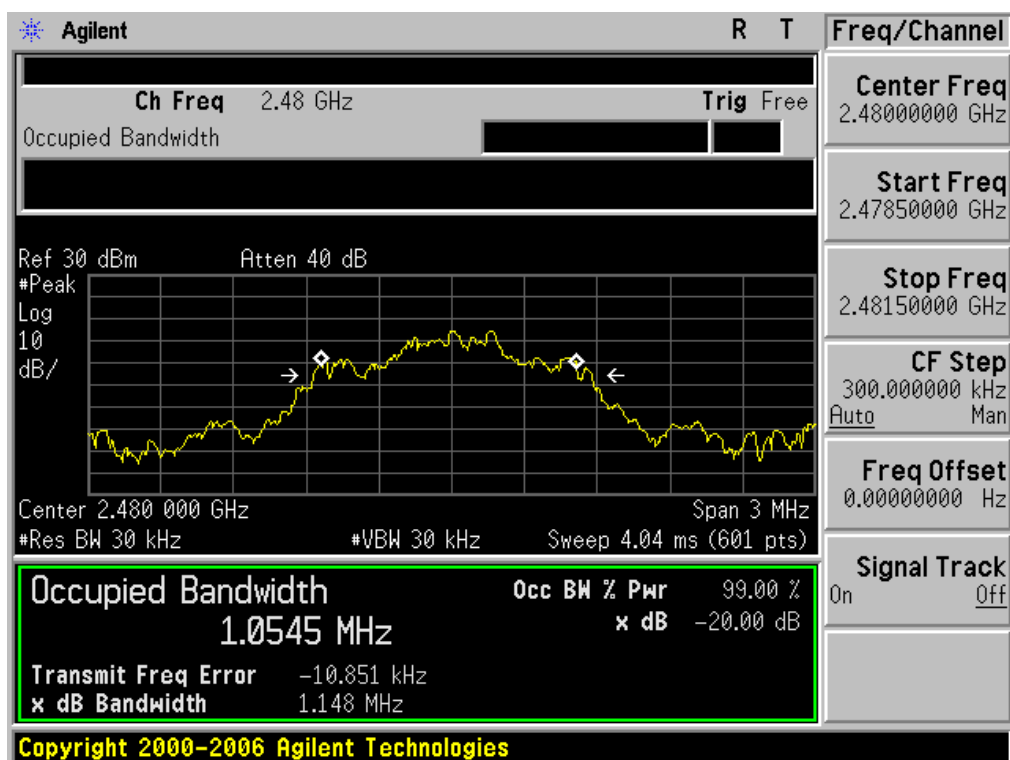 Agilent R T
Ch Freq 2.48 GHz Trig Free
Occupied Bandwidth
Ref 30 dBm Atten 40 dB
#Peak
Log
10
dB/
Center 2.480 000 GHz Span 3 MHz
#Res BW 30 kHz #VBW 30 kHz Sweep 4.04 ms (601 pts)
Occupied Bandwidth Occ BW % Pwr 99.00 %
1.0545 MHz x dB -20.00 dB
Transmit Freq Error -10.851 kHz
x dB Bandwidth 1.148 MHz
Copyright 2000-2006 Agilent Technologies
Freq/Channel
Center Freq
2.48000000 GHz
Start Freq
2.47850000 GHz
Stop Freq
2.48150000 GHz
CF Step
300.000000 kHz
Auto Man
Freq Offset
0.00000000 Hz
Signal Track
On Off